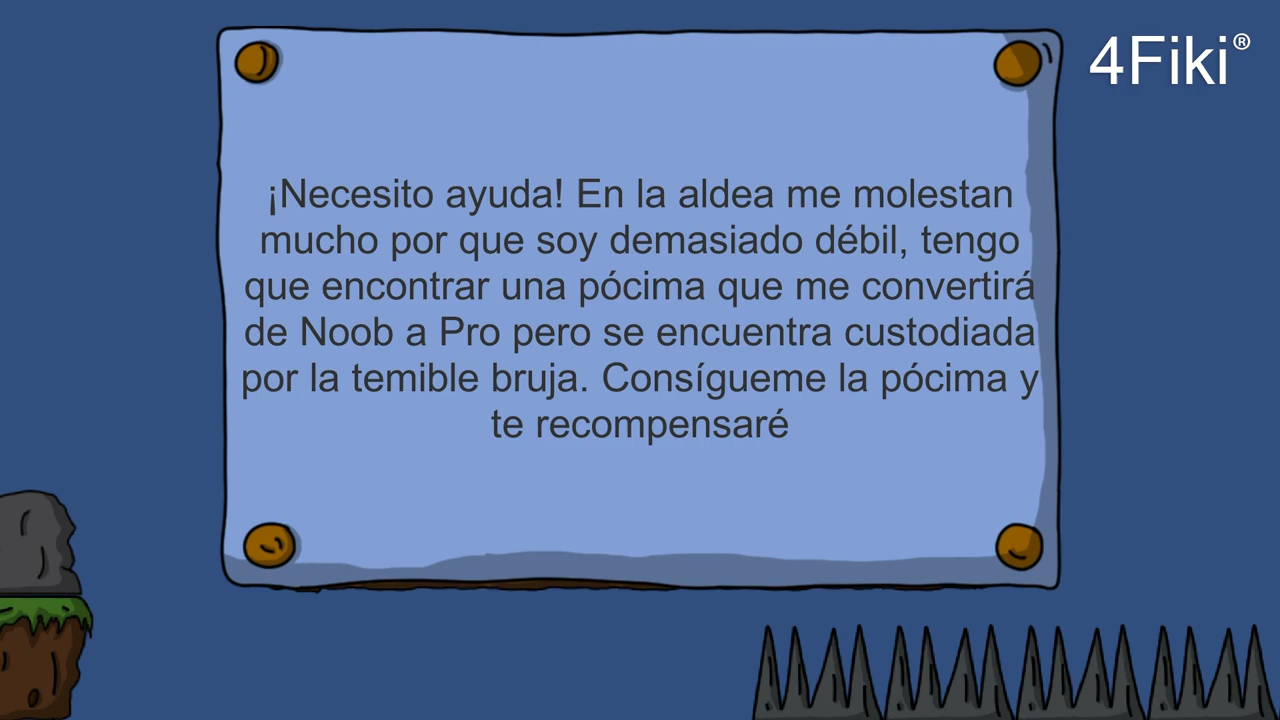 4Fiki®
¡Necesito ayuda! En la aldea me molestan
mucho por que soy demasiado débil, tengo
que encontrar una pócima que me convertirá
de Noob a Pro pero se encuentra custodiada
por la temible bruja. Consígueme la pócima y
te recompensaré